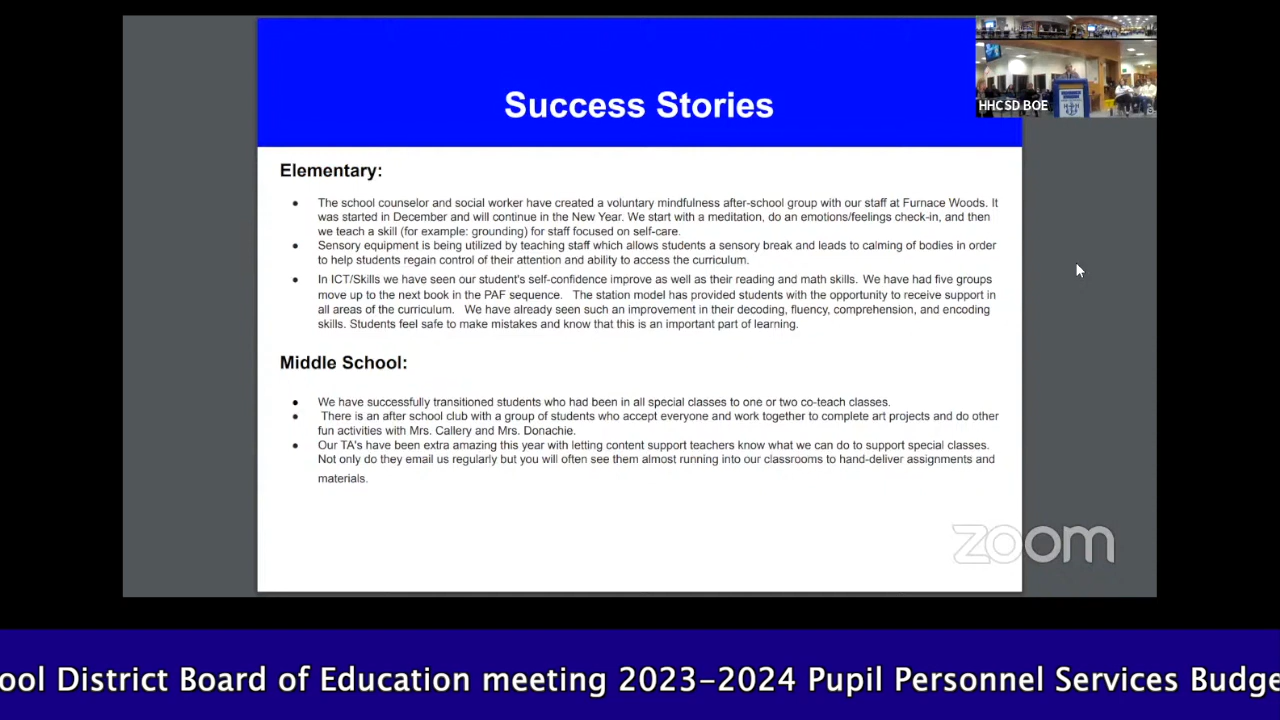 Success Stories
HHCSD BOE
Elementary:
• The school counselor and social worker have created a voluntary mindfulness after-school group with our staff at Furnace Woods. It
was started in December and will continue in the New Year. We start with a meditation, do an emotions/feelings check-in, and then
we teach a skill (for example: grounding) for staff focused on self-care.
• Sensory equipment is being utilized by teaching staff which allows students a sensory break and leads to calming of bodies in order
to help students regain control of their attention and ability to access the curriculum.
• In ICT/Skills we have seen our student's self-confidence improve as well as their reading and math skills. We have had five groups
move up to the next book in the PAF sequence. The station model has provided students with the opportunity to receive support in
all areas of the curriculum. We have already seen such an improvement in their decoding, fluency, comprehension, and encoding
skills. Students feel safe to make mistakes and know that this is an important part of learning.
Middle School:
• We have successfully transitioned students who had been in all special classes to one or two co-teach classes.
• There is an after school club with a group of students who accept everyone and work together to complete art projects and do other
fun activities with Mrs. Callery and Mrs. Donachie.
• Our TA's have been extra amazing this year with letting content support teachers know what we can do to support special classes.
Not only do they email us regularly but you will often see them almost running into our classrooms to hand-deliver assignments and
materials.
zoom
ool District Board of Education meeting 2023-2024 Pupil Personnel Services Budge